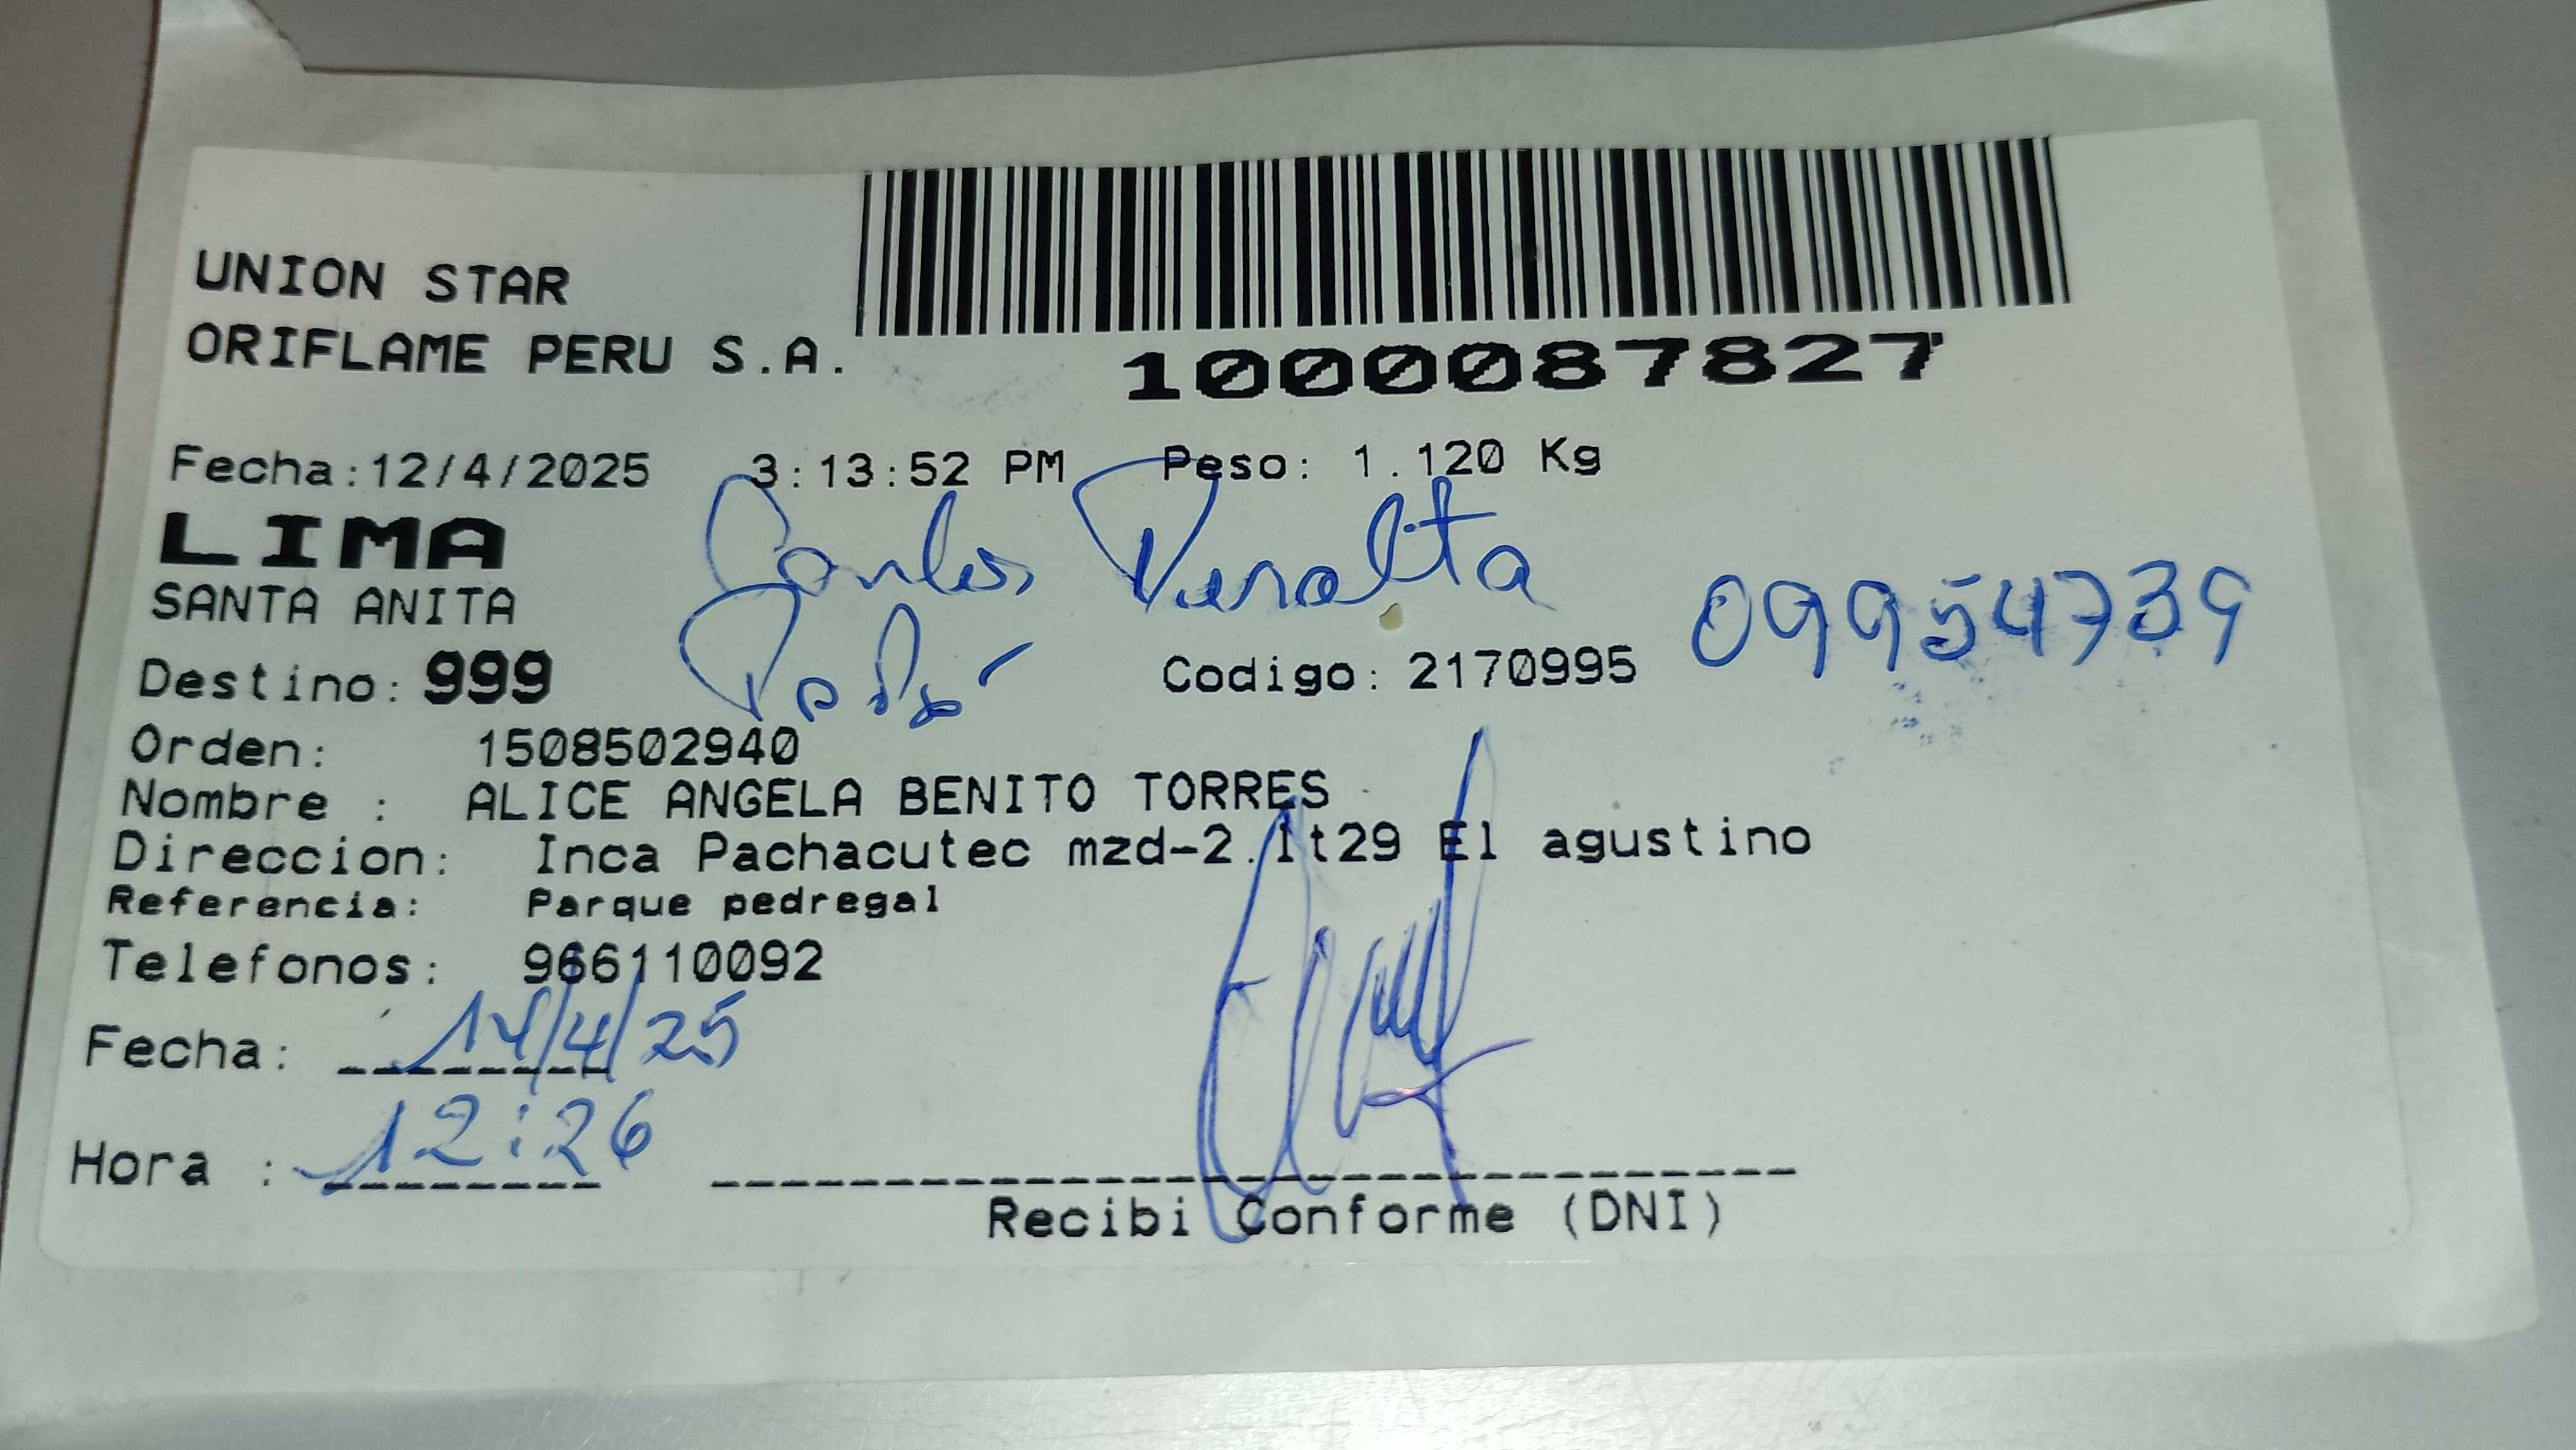 UNION STAR
ORIFLAME PERU S.A.
1000087827
Fecha:12/4/2025 3:13:52 PM Peso: 1.120 Kg
LIMA
Carlos Peralta
SANTA ANITA
09954739
Destino: 999 Codigo: 2170995
Orden: 1508502940
Nombre : ALICE ANGELA BENITO TORRES
Direccion: Inca Pachacutec mzd-2.lt29 El agustino
Referencia: Parque pedregal
Telefonos: 966110092
Fecha: 14/4/25
Hora : 12:26
Recibi Conforme (DNI)